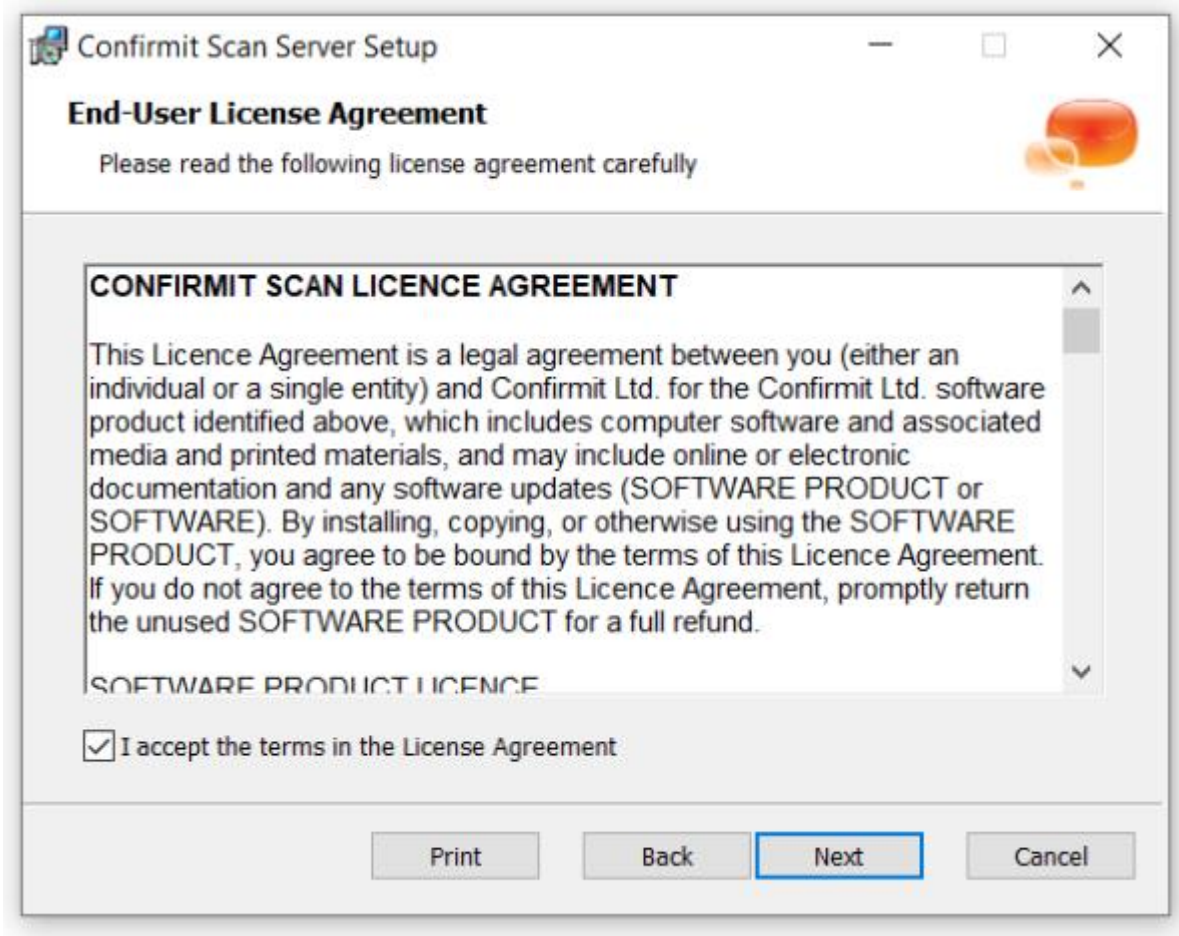 Confirmit Scan Server Setup
End-User License Agreement
Please read the following license agreement carefully
CONFIRMIT SCAN LICENCE AGREEMENT
This Licence Agreement is a legal agreement between you (either an
individual or a single entity) and Confirmit Ltd. for the Confirmit Ltd. software
product identified above, which includes computer software and associated
media and printed materials, and may include online or electronic
documentation and any software updates (SOFTWARE PRODUCT or
SOFTWARE). By installing, copying, or otherwise using the SOFTWARE
PRODUCT, you agree to be bound by the terms of this Licence Agreement.
If you do not agree to the terms of this Licence Agreement, promptly return
the unused SOFTWARE PRODUCT for a full refund.
SOFTWARE PRODUCT LICENCE
I accept the terms in the License Agreement
Print Back Next Cancel